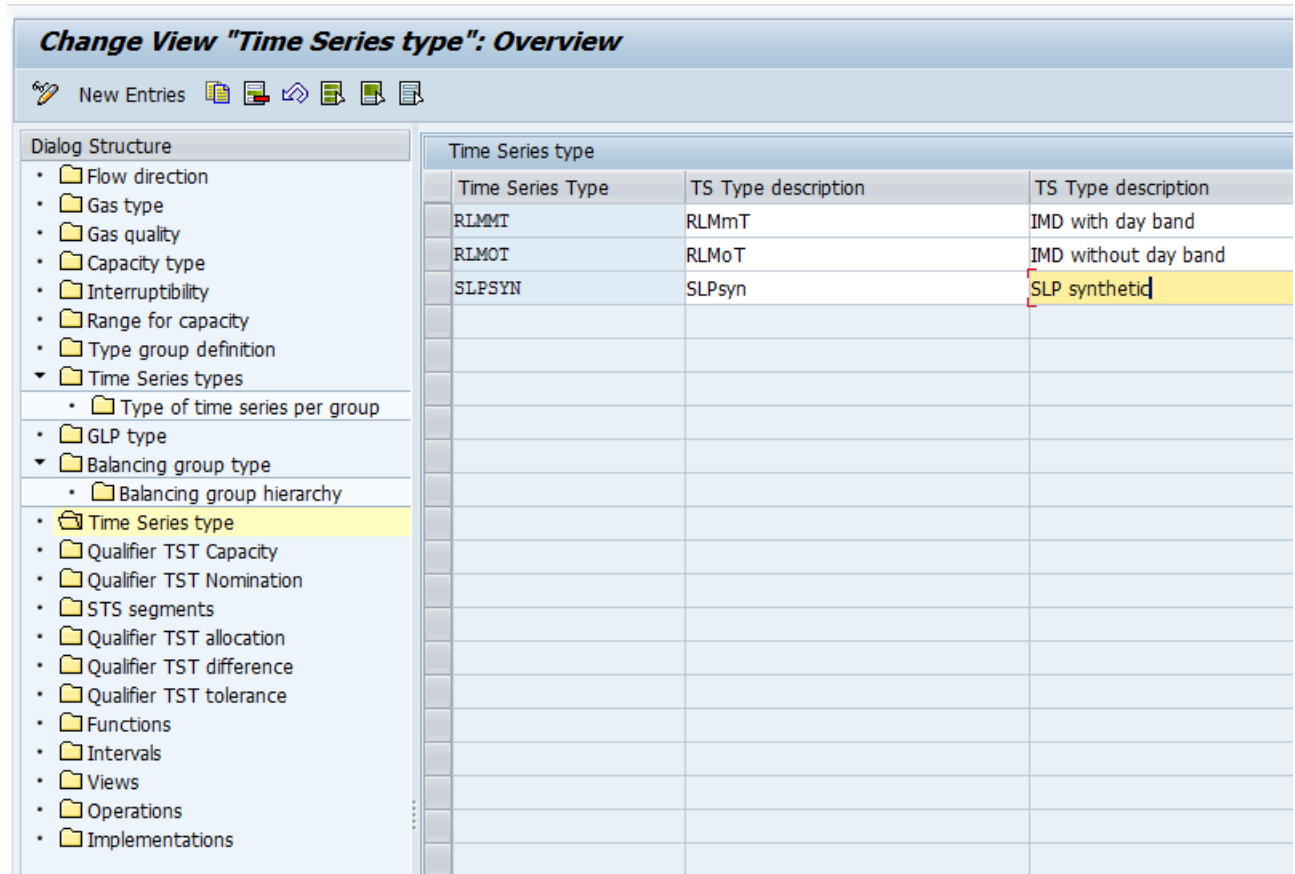 Change View "Time Series type": Overview
New Entries
Dialog Structure
Flow direction
Gas type
Gas quality
Capacity type
Interruptibility
Range for capacity
Type group definition
Time Series types
Type of time series per group
GLP type
Balancing group type
Balancing group hierarchy
Time Series type
Qualifier TST Capacity
Qualifier TST Nomination
STS segments
Qualifier TST allocation
Qualifier TST difference
Qualifier TST tolerance
Functions
Intervals
Views
Operations
Implementations
Time Series type
Time Series Type TS Type description TS Type description
RLMMT RLMmT IMD with day band
RLMOT RLMoT IMD without day band
SLPSYN SLPsyn SLP synthetic